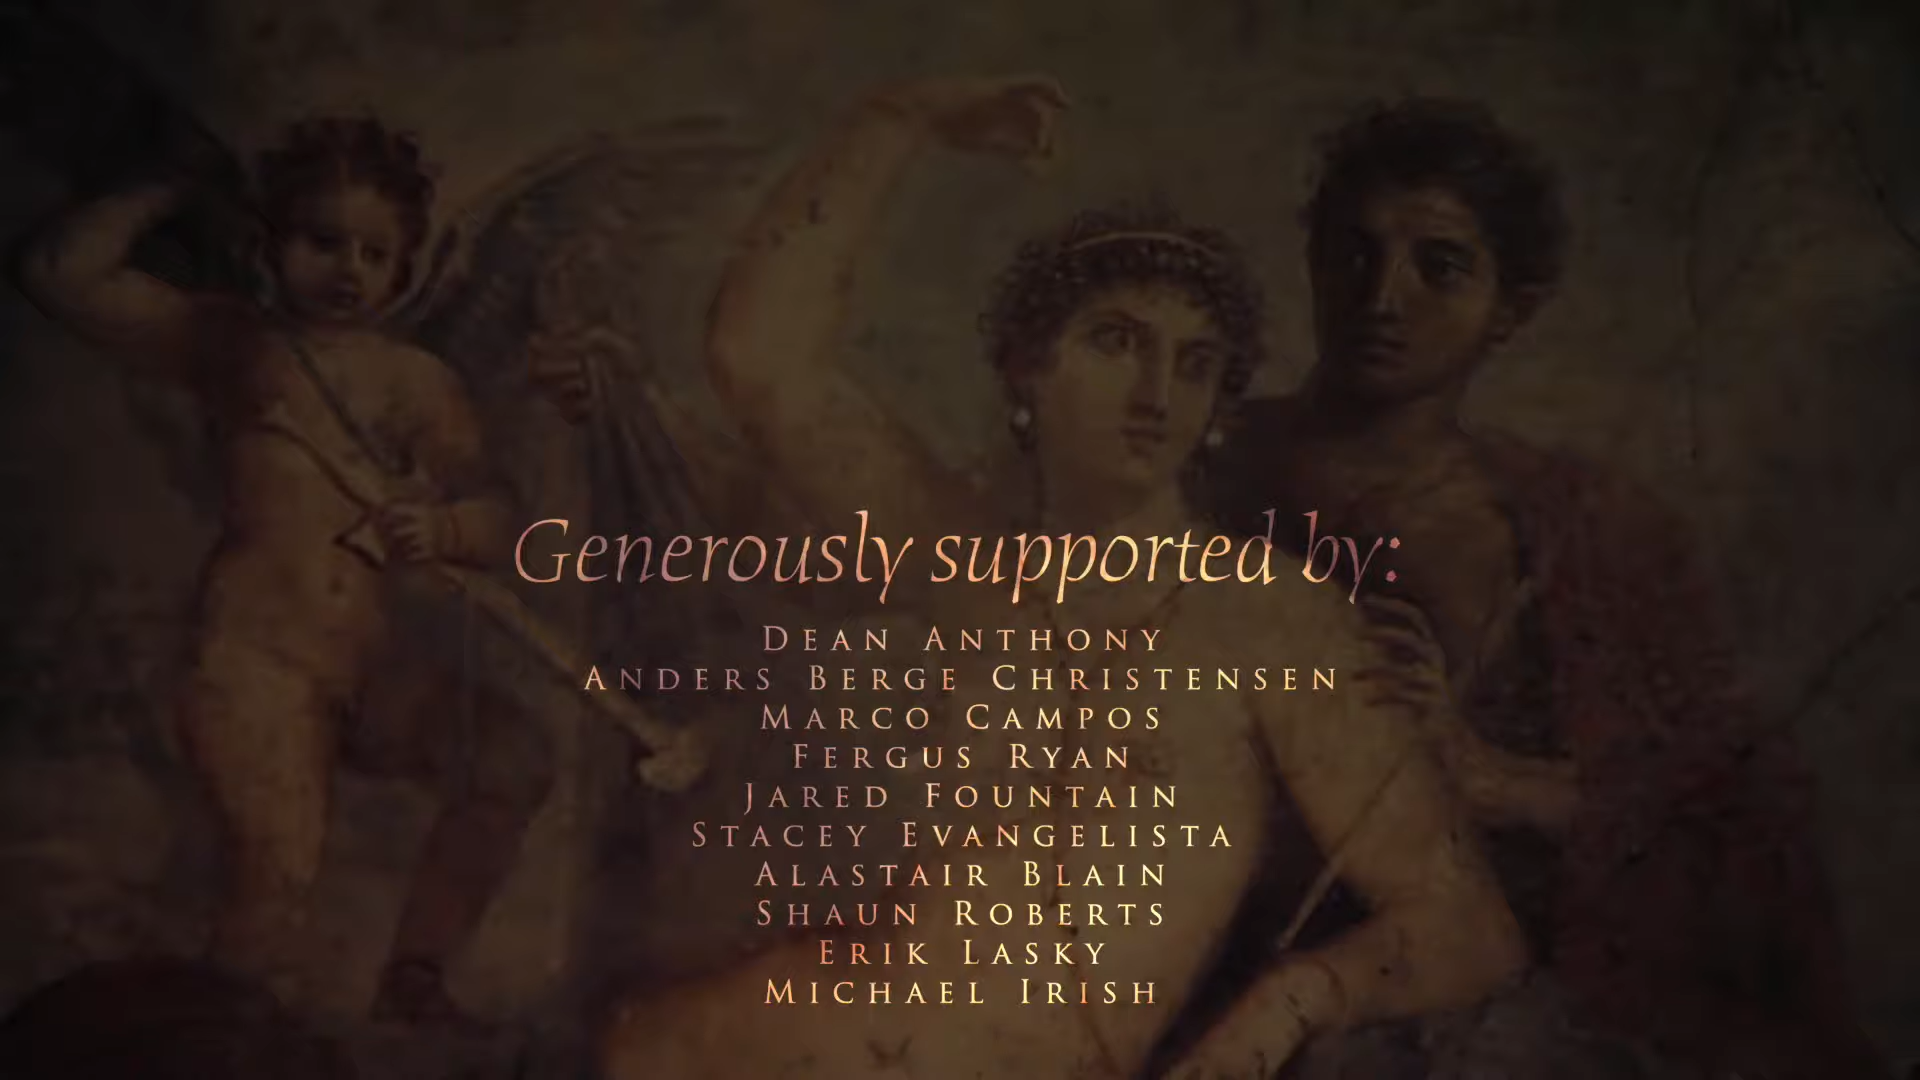 Generously supported by:
Dean Anthony
Anders Berge Christensen
Marco Campos
Fergus Ryan
Jared Fountain
Stacey Evangelista
Alastair Blain
Shaun Roberts
Erik Lasky
Michael Irish